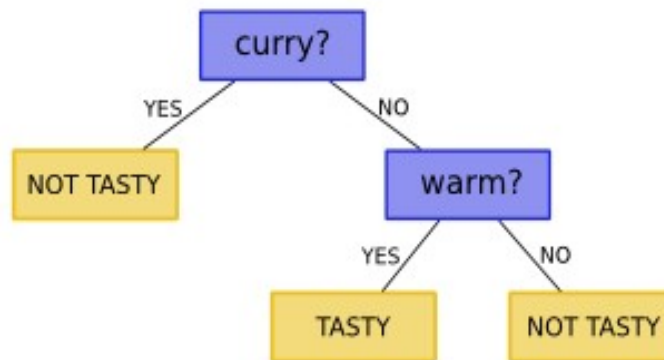 curry?
YES
NO
NOT TASTY
warm?
YES
NO
TASTY
NOT TASTY